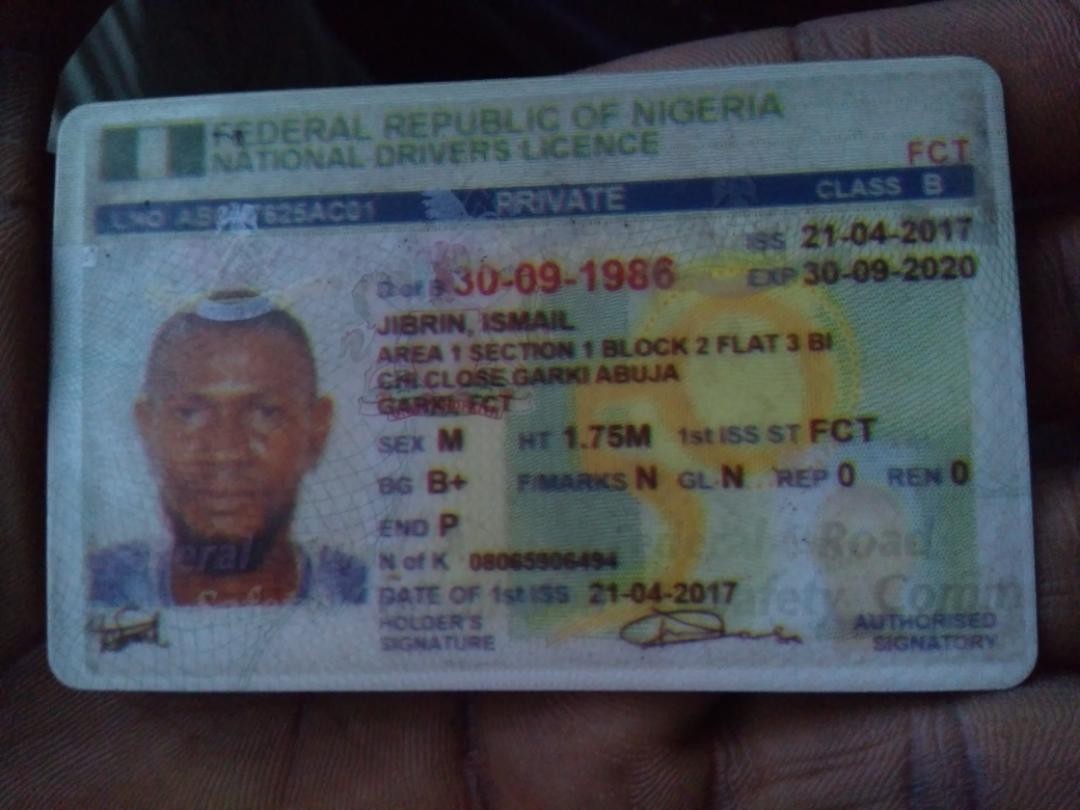 FEDERAL REPUBLIC OF NIGERIA
NATIONAL DRIVERS LICENCE
FCT
L/NO PRIVATE CLASS B
ISS 21-04-2017
D of B 30-09-1986 EXP 30-09-2020
JIBRIN, ISMAIL
AREA 1 SECTION 1 BLOCK 2 FLAT 3 BI
CHI CLOSE GARKI ABUJA
GARKI, FCT
SEX M HT 1.75M 1st ISS ST FCT
BG B+ F/MARKS N GL N REP 0 REN 0
END P
N of K 08065906494
DATE OF 1st ISS 21-04-2017
HOLDER'S
SIGNATURE
AUTHORISED
SIGNATORY
eral
Safet
Federal Road
Safety Comm